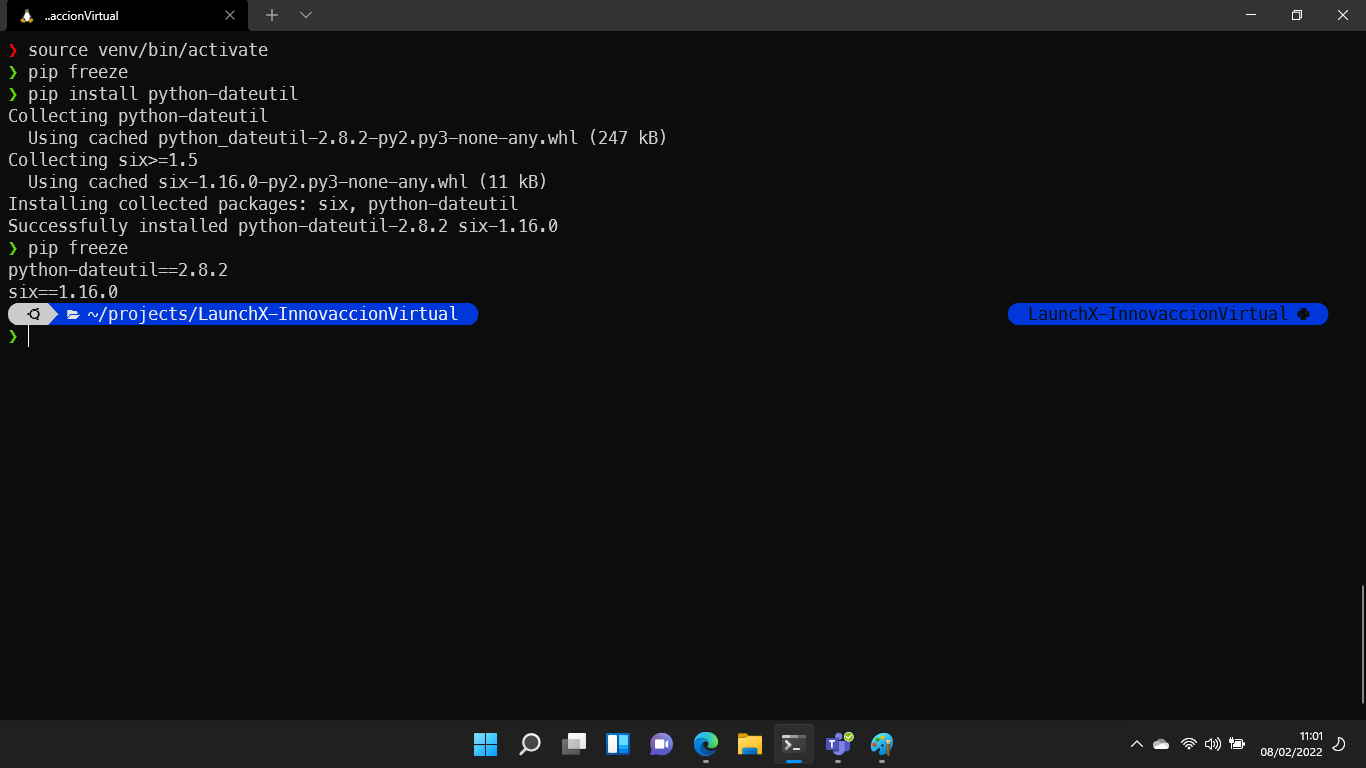 ..accionVirtual
❯ source venv/bin/activate
❯ pip freeze
❯ pip install python-dateutil
Collecting python-dateutil
  Using cached python_dateutil-2.8.2-py2.py3-none-any.whl (247 kB)
Collecting six>=1.5
  Using cached six-1.16.0-py2.py3-none-any.whl (11 kB)
Installing collected packages: six, python-dateutil
Successfully installed python-dateutil-2.8.2 six-1.16.0
❯ pip freeze
python-dateutil==2.8.2
six==1.16.0
~/projects/LaunchX-InnovaccionVirtual LaunchX-InnovaccionVirtual
❯
11:01
08/02/2022